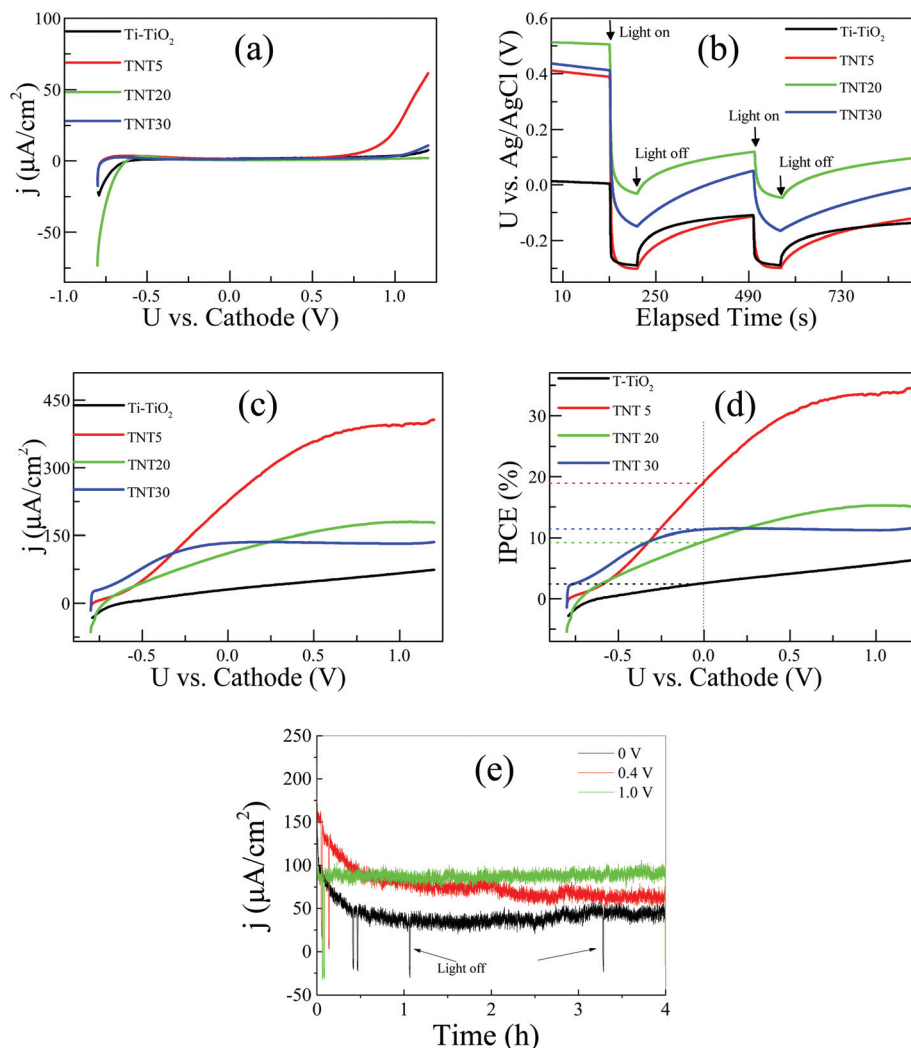 (a)
100
50
0
-50
-1.0
-0.5
0.0
0.5
1.0
j (μA/cm²)
U vs. Cathode (V)
Ti-TiO₂
TNT5
TNT20
TNT30
(b)
0.6
0.4
0.2
0.0
-0.2
10
250
490
730
U vs. Ag/AgCl (V)
Elapsed Time (s)
Light on
Light off
Light on
Light off
Ti-TiO₂
TNT5
TNT20
TNT30
(c)
450
300
150
0
-0.5
0.0
0.5
1.0
j (μA/cm²)
U vs. Cathode (V)
Ti-TiO₂
TNT5
TNT20
TNT30
(d)
30
20
10
0
-0.5
0.0
0.5
1.0
IPCE (%)
U vs. Cathode (V)
T-TiO₂
TNT 5
TNT 20
TNT 30
(e)
250
200
150
100
50
0
-50
0
1
2
3
4
j (μA/cm²)
Time (h)
0 V
0.4 V
1.0 V
Light off